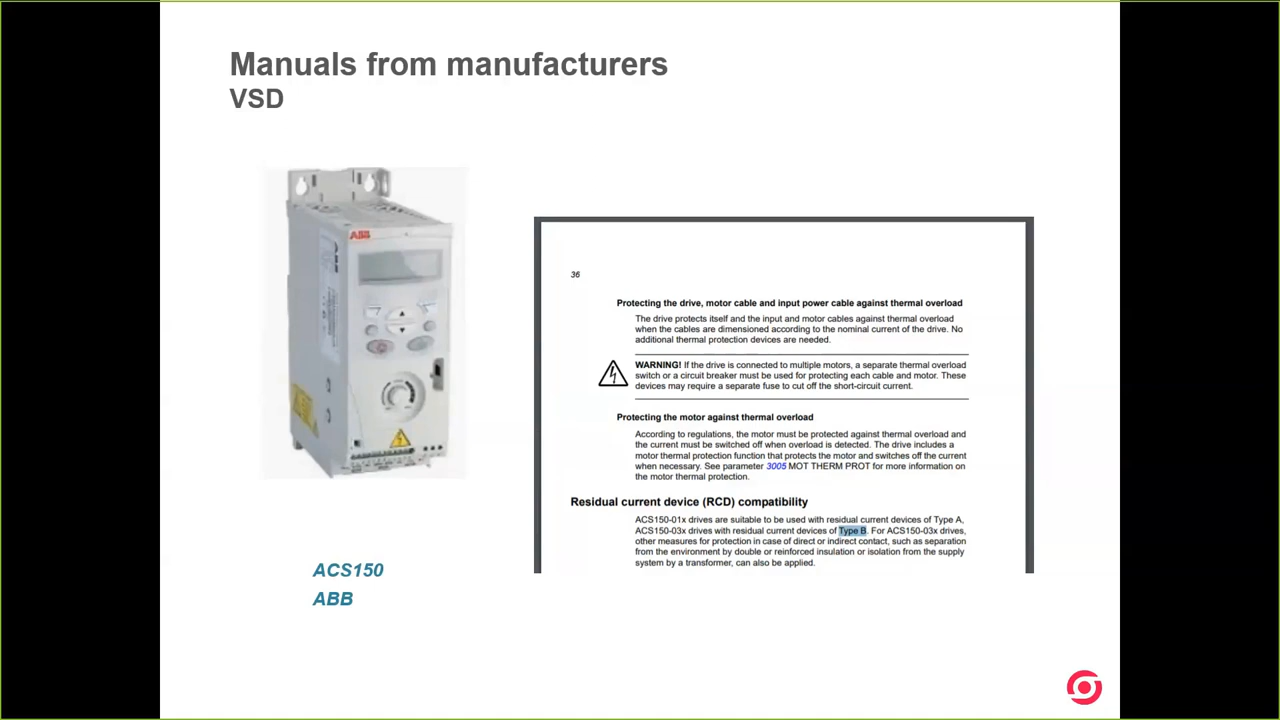 Manuals from manufacturers
VSD
ABB
36
Protecting the drive, motor cable and input power cable against thermal overload
The drive protects itself and the input and motor cables against thermal overload
when the cables are dimensioned according to the nominal current of the drive. No
additional thermal protection devices are needed.
WARNING! If the drive is connected to multiple motors, a separate thermal overload
switch or a circuit breaker must be used for protecting each cable and motor. These
devices may require a separate fuse to cut off the short-circuit current.
Protecting the motor against thermal overload
According to regulations, the motor must be protected against thermal overload and
the current must be switched off when overload is detected. The drive includes a
motor thermal protection function that protects the motor and switches off the current
when necessary. See parameter 3005 MOT THERM PROT for more information on
the motor thermal protection.
Residual current device (RCD) compatibility
ACS150-01x drives are suitable to be used with residual current devices of Type A,
ACS150-03x drives with residual current devices of Type B. For ACS150-03x drives,
other measures for protection in case of direct or indirect contact, such as separation
from the environment by double or reinforced insulation or isolation from the supply
system by a transformer, can also be applied.
ACS150
ABB